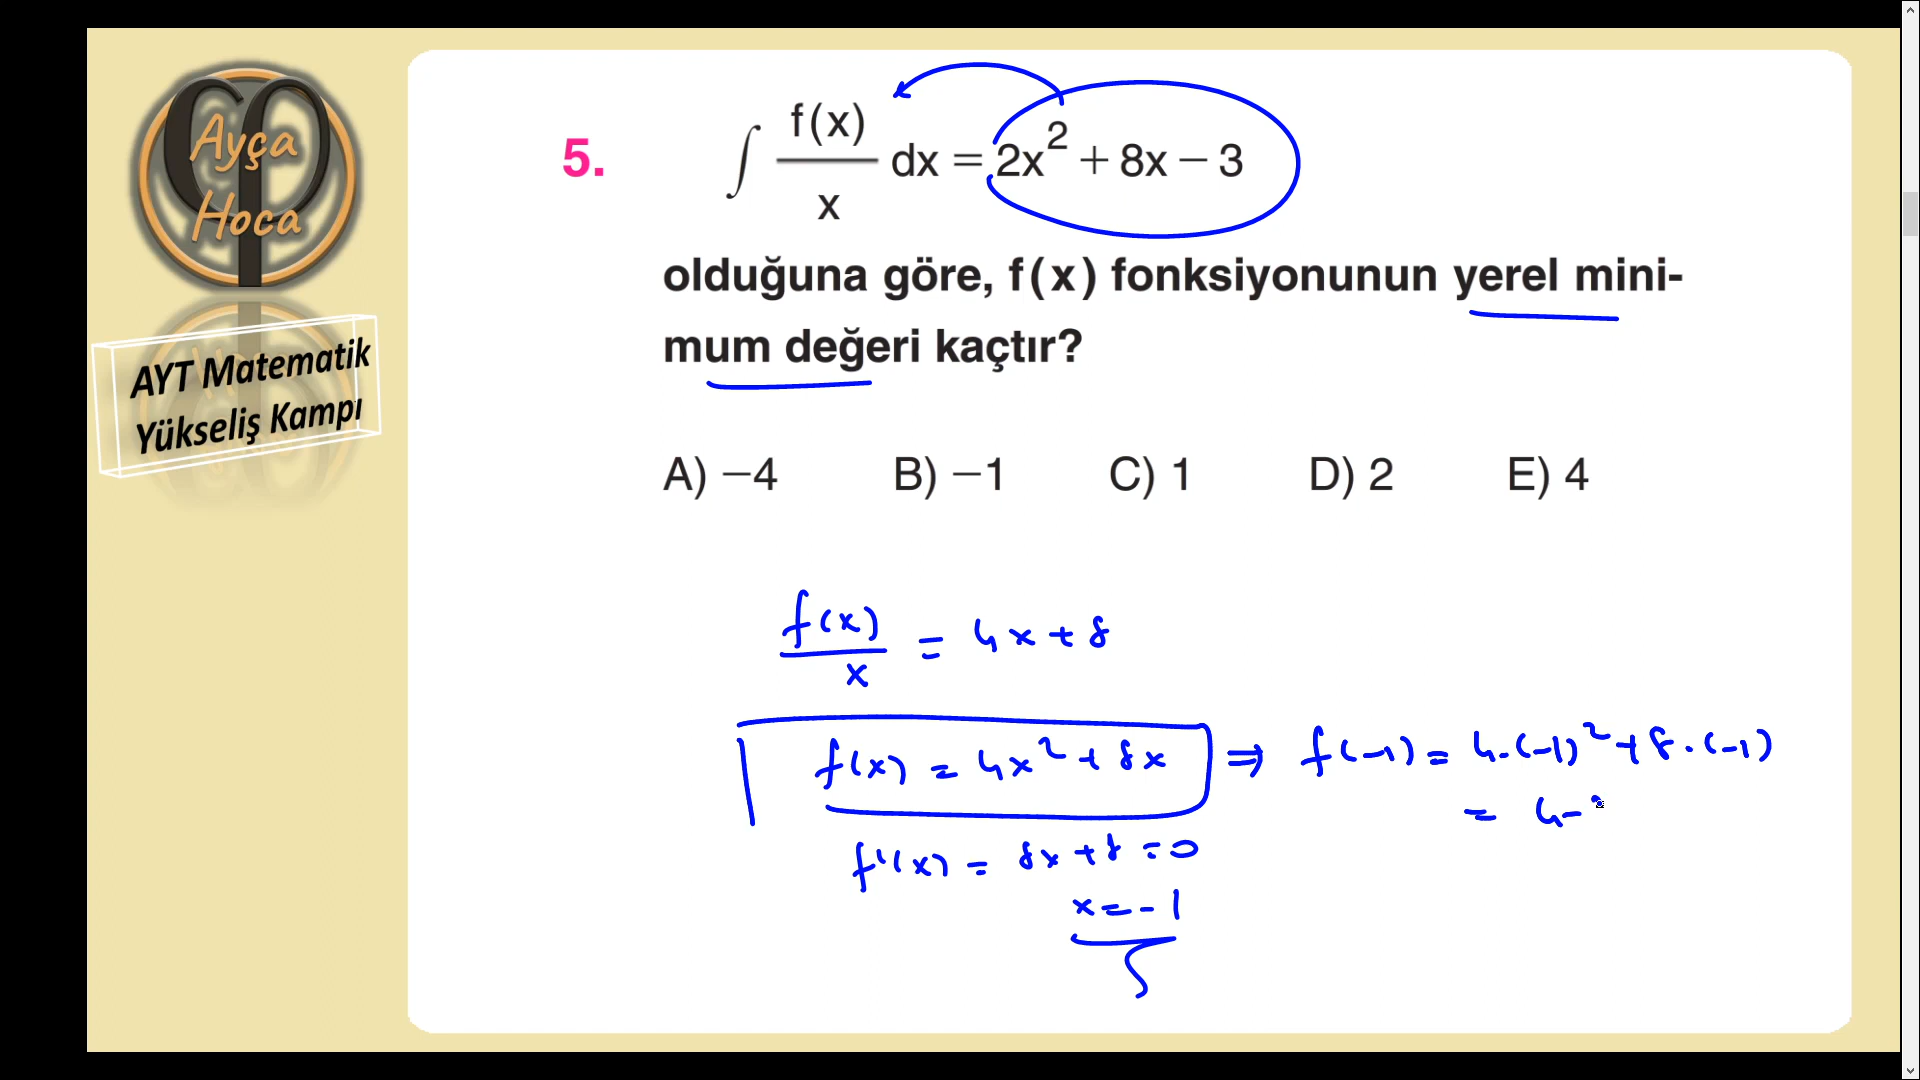 Ayça
Hoca
AYT Matematik
Yükseliş Kampı
5. ∫ f(x)/x dx = 2x² + 8x − 3
olduğuna göre, f(x) fonksiyonunun yerel mini-
mum değeri kaçtır?
A) −4 B) −1 C) 1 D) 2 E) 4
f(x)/x = 4x + 8
f(x) = 4x² + 8x ⇒ f(−1) = 4·(−1)² + 8·(−1)
= 4−
f'(x) = 8x + 8 = 0
x = −1